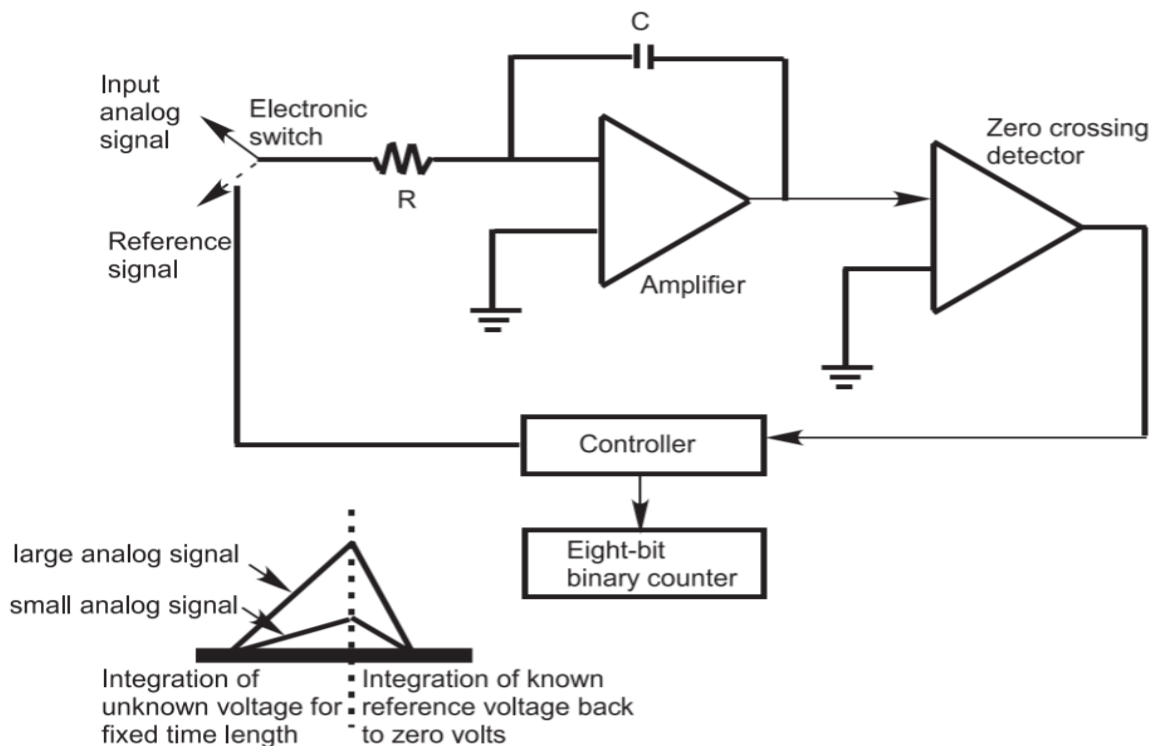 C
Input
analog
signal
Electronic
switch
Zero crossing
detector
R
Reference
signal
Amplifier
Controller
Eight-bit
binary counter
large analog signal
small analog signal
Integration of
unknown voltage for
fixed time length
Integration of known
reference voltage back
to zero volts